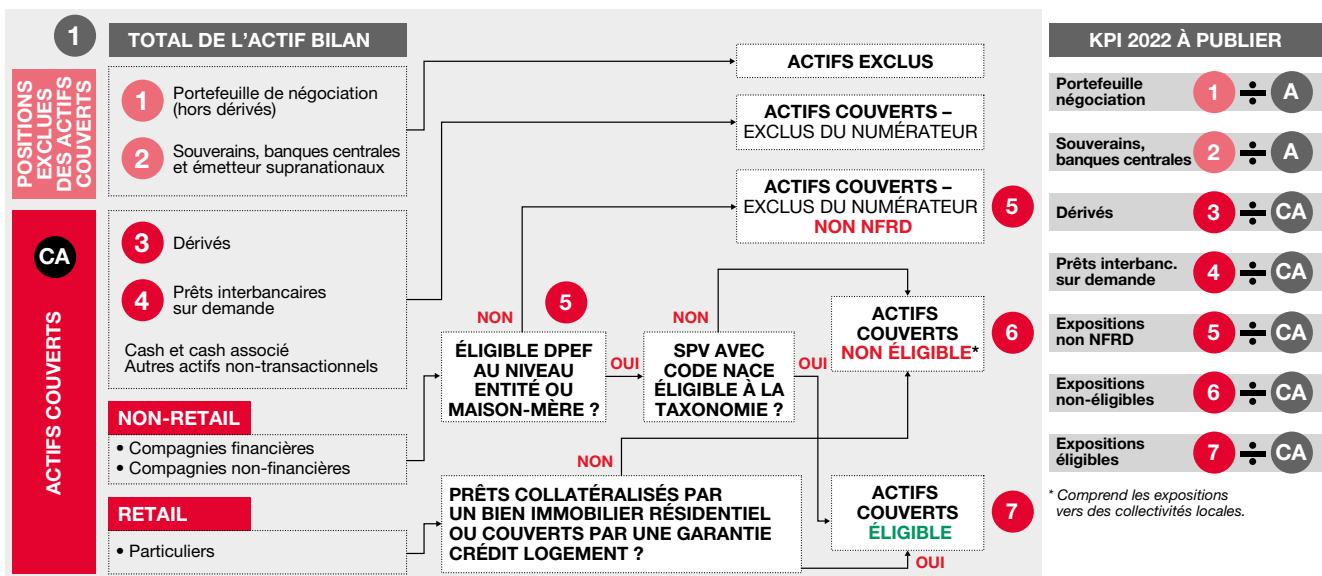 1
TOTAL DE L'ACTIF BILAN
POSITIONS
EXCLUES
DES ACTIFS
COUVERTS
1
Portefeuille de négociation
(hors dérivés)
2
Souverains, banques centrales
et émetteur supranationaux
CA
ACTIFS COUVERTS
3
Dérivés
4
Prêts interbancaires
sur demande
Cash et cash associé
Autres actifs non-transactionnels
NON-RETAIL
• Compagnies financières
• Compagnies non-financières
RETAIL
• Particuliers
ACTIFS EXCLUS
ACTIFS COUVERTS –
EXCLUS DU NUMÉRATEUR
ACTIFS COUVERTS –
EXCLUS DU NUMÉRATEUR
NON NFRD
5
NON
5
ÉLIGIBLE DPEF
AU NIVEAU
ENTITÉ OU
MAISON-MÈRE ?
OUI
NON
SPV AVEC
CODE NACE
ÉLIGIBLE À LA
TAXONOMIE ?
OUI
ACTIFS
COUVERTS
NON ÉLIGIBLE*
6
NON
PRÊTS COLLATÉRALISÉS PAR
UN BIEN IMMOBILIER RÉSIDENTIEL
OU COUVERTS PAR UNE GARANTIE
CRÉDIT LOGEMENT ?
OUI
ACTIFS
COUVERTS
ÉLIGIBLE
7
KPI 2022 À PUBLIER
Portefeuille
négociation
1 ÷ A
Souverains,
banques centrales
2 ÷ A
Dérivés
3 ÷ CA
Prêts interbanc.
sur demande
4 ÷ CA
Expositions
non NFRD
5 ÷ CA
Expositions
non-éligibles
6 ÷ CA
Expositions
éligibles
7 ÷ CA
* Comprend les expositions
vers des collectivités locales.